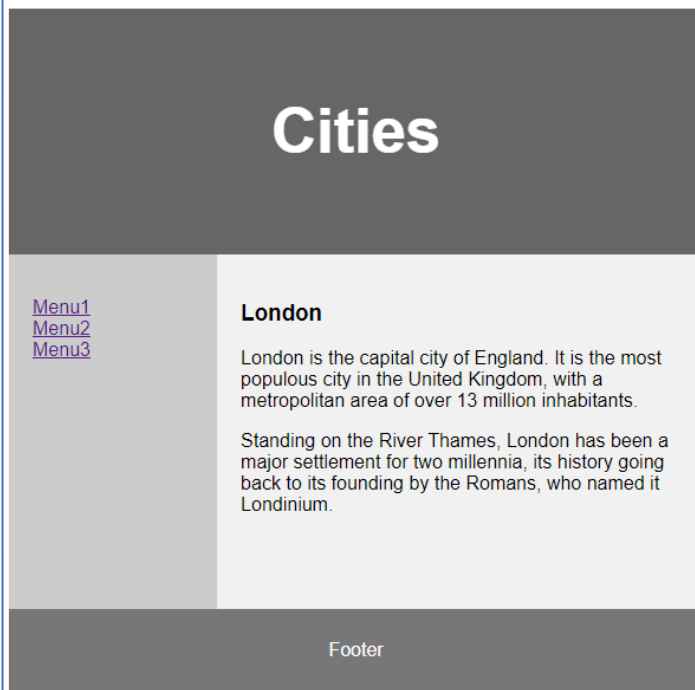 Cities
Menu1
Menu2
Menu3
London
London is the capital city of England. It is the most
populous city in the United Kingdom, with a
metropolitan area of over 13 million inhabitants.
Standing on the River Thames, London has been a
major settlement for two millennia, its history going
back to its founding by the Romans, who named it
Londinium.
Footer